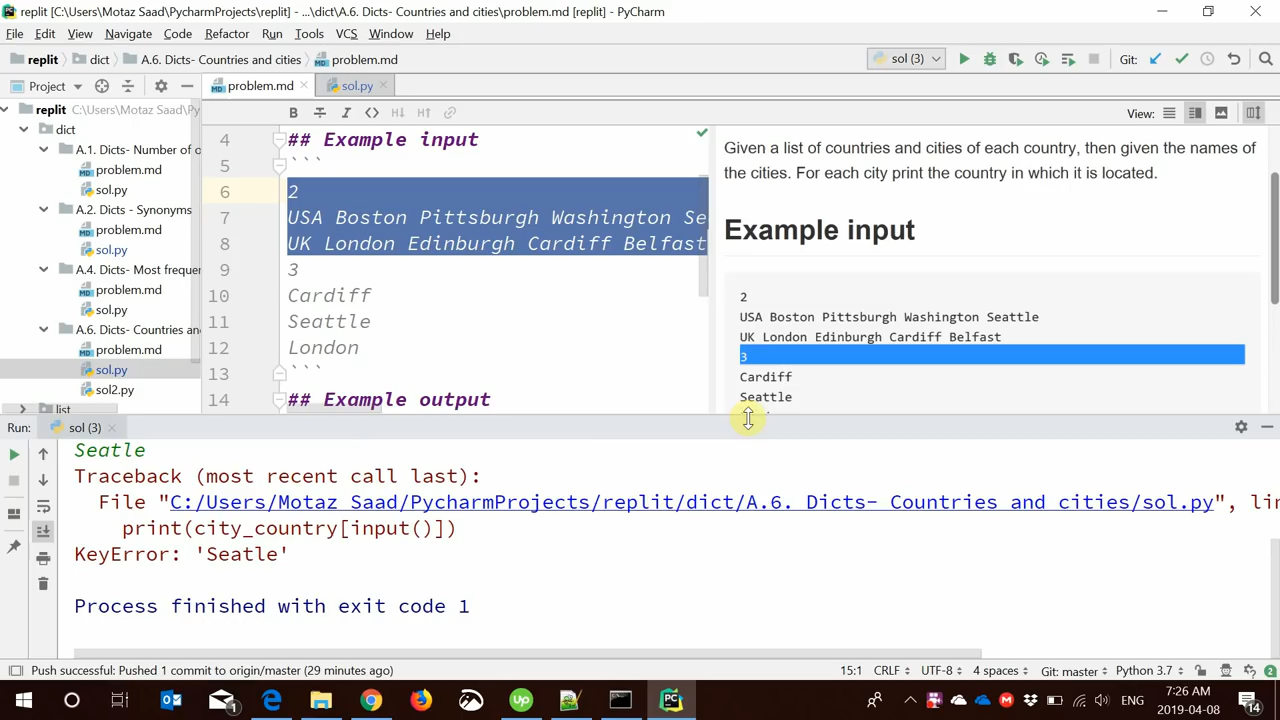 replit [C:\Users\Motaz Saad\PycharmProjects\replit] - ...\dict\A.6. Dicts- Countries and cities\problem.md [replit] - PyCharm
File Edit View Navigate Code Refactor Run Tools VCS Window Help
replit dict A.6. Dicts- Countries and cities problem.md sol (3) Git:
Project problem.md sol.py
View:
replit C:\Users\Motaz Saad\Py
dict
A.1. Dicts- Number of o
problem.md
sol.py
A.2. Dicts - Synonyms
problem.md
sol.py
A.4. Dicts- Most freque
problem.md
sol.py
A.6. Dicts- Countries an
problem.md
sol.py
sol2.py
list
4 ## Example input
5 ```
6 2
7 USA Boston Pittsburgh Washington Se
8 UK London Edinburgh Cardiff Belfast
9 3
10 Cardiff
11 Seattle
12 London
13 ```
14 ## Example output
Given a list of countries and cities of each country, then given the names of
the cities. For each city print the country in which it is located.
Example input
2
USA Boston Pittsburgh Washington Seattle
UK London Edinburgh Cardiff Belfast
3
Cardiff
Seattle
Run: sol (3)
Seatle
Traceback (most recent call last):
File "C:/Users/Motaz Saad/PycharmProjects/replit/dict/A.6. Dicts- Countries and cities/sol.py", lin
print(city_country[input()])
KeyError: 'Seatle'
Process finished with exit code 1
Push successful: Pushed 1 commit to origin/master (29 minutes ago) 15:1 CRLF UTF-8 4 spaces Git: master Python 3.7 2
ENG 7:26 AM
2019-04-08 14